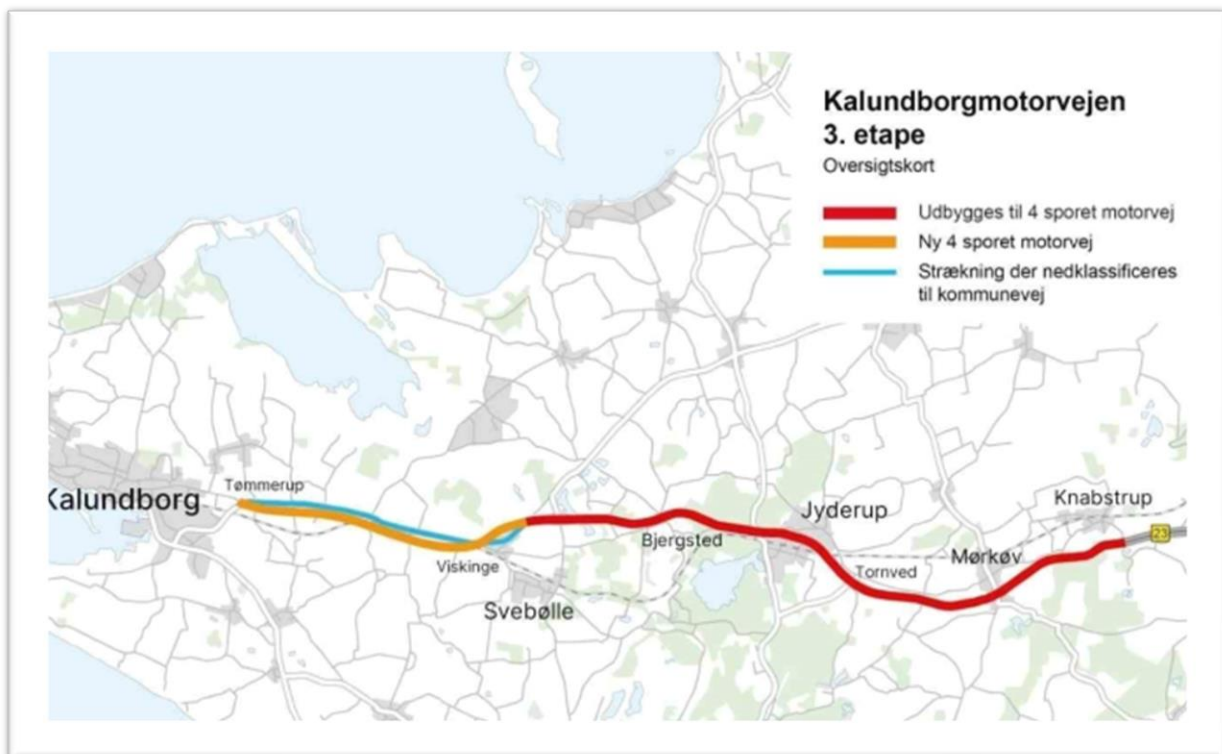 Kalundborgmotorvejen
3. etape
Oversigtskort
Udbygges til 4 sporet motorvej
Ny 4 sporet motorvej
Strækning der nedklassificeres
til kommunevej
Tømmerup
Kalundborg
Viskinge
Svebølle
Bjergsted
Jyderup
Tornved
Mørkøv
Knabstrup
23